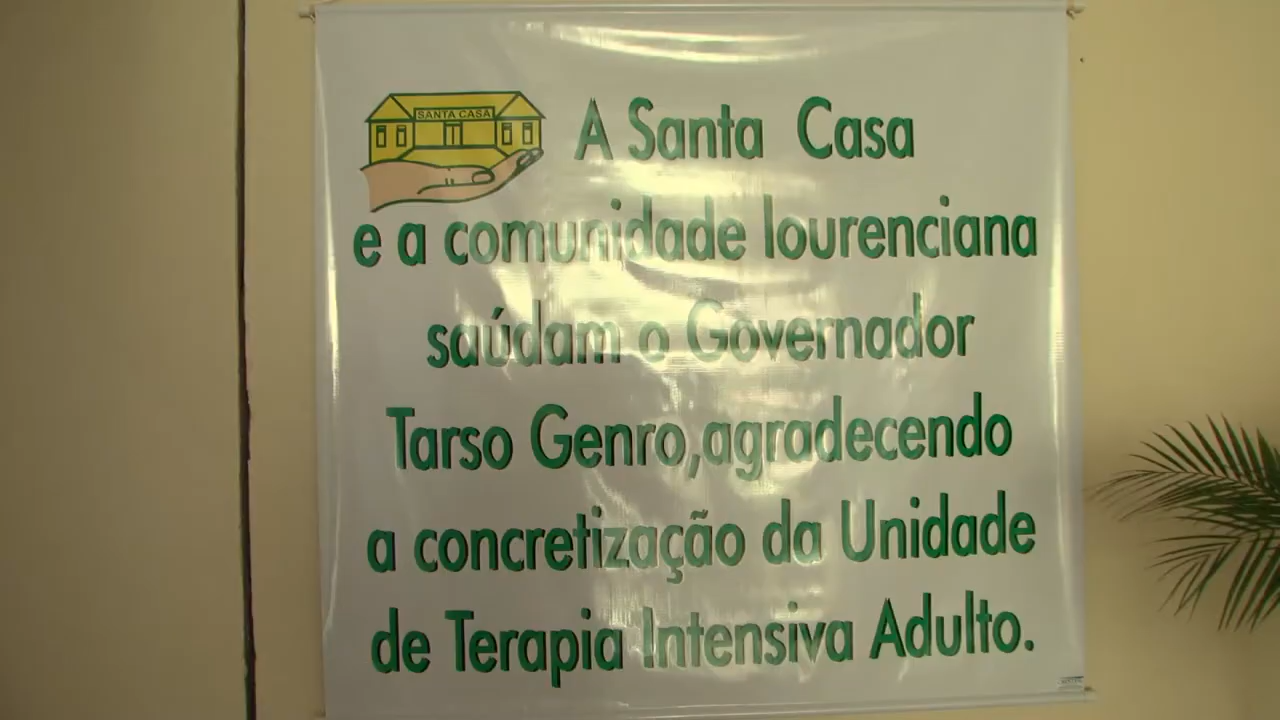 SANTA CASA
A Santa Casa
e a comunidade lourenciana
saúdam o Governador
Tarso Genro,agradecendo
a concretização da Unidade
de Terapia Intensiva Adulto.